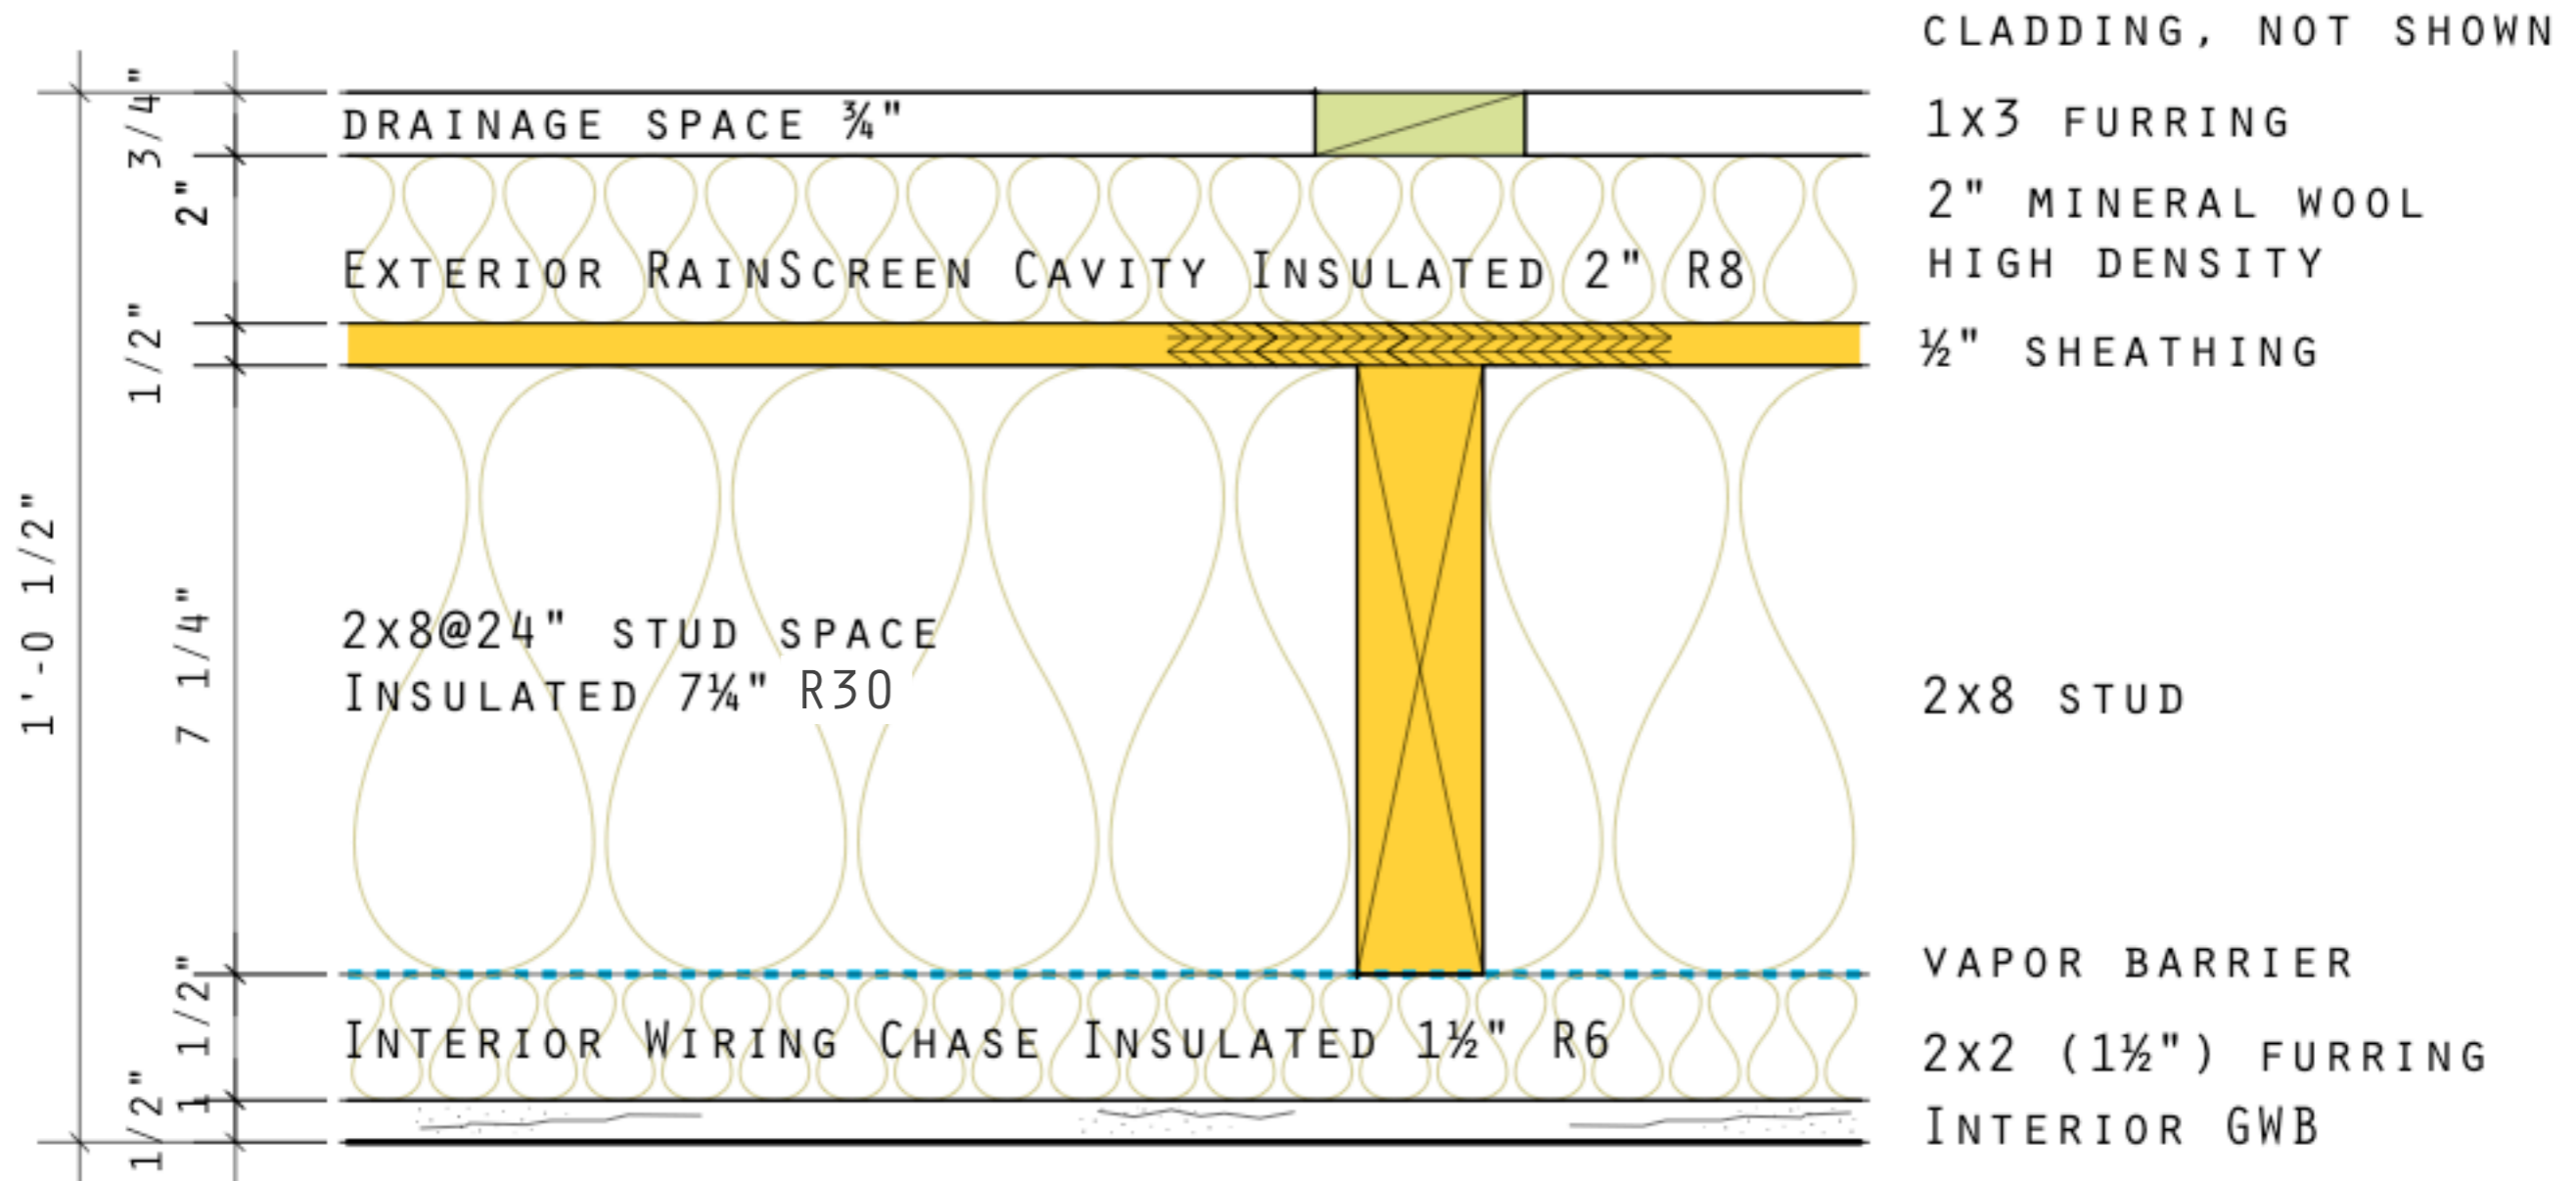 CLADDING, NOT SHOWN
DRAINAGE SPACE ¾"
1x3 FURRING
2" MINERAL WOOL
HIGH DENSITY
EXTERIOR RAINSCREEN CAVITY INSULATED 2" R8
½" SHEATHING
2x8@24" STUD SPACE
INSULATED 7¼" R30
2x8 STUD
VAPOR BARRIER
INTERIOR WIRING CHASE INSULATED 1½" R6
2x2 (1½") FURRING
INTERIOR GWB
3/4"
2"
1/2"
7 1/4"
1 1/2"
1/2"
1'-0 1/2"